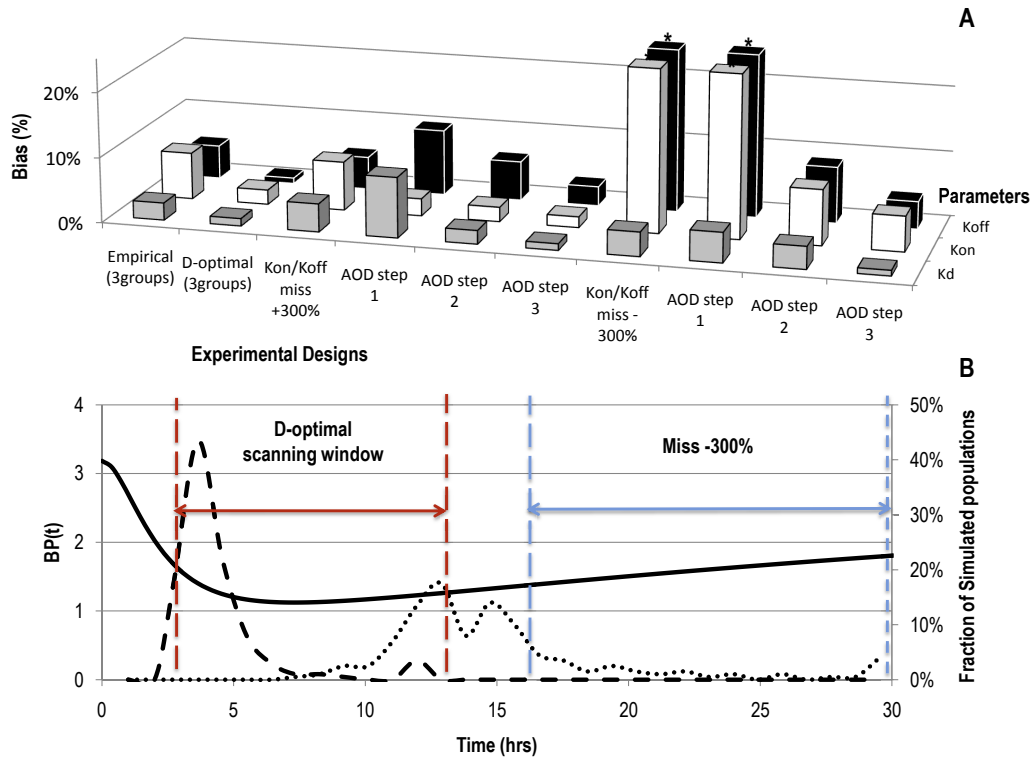 A
20%
10%
0%
Bias (%)
*
*
*
*
Parameters
Koff
Kon
Kd
Empirical
(3groups)
D-optimal
(3groups)
Kon/Koff
miss
+300%
AOD step
1
AOD step
2
AOD step
3
Kon/Koff
miss -
300%
AOD step
1
AOD step
2
AOD step
3
Experimental Designs
B
4
3
2
1
0
BP(t)
D-optimal
scanning window
Miss -300%
50%
40%
30%
20%
10%
0%
Fraction of Simulated populations
0
5
10
15
20
25
30
Time (hrs)